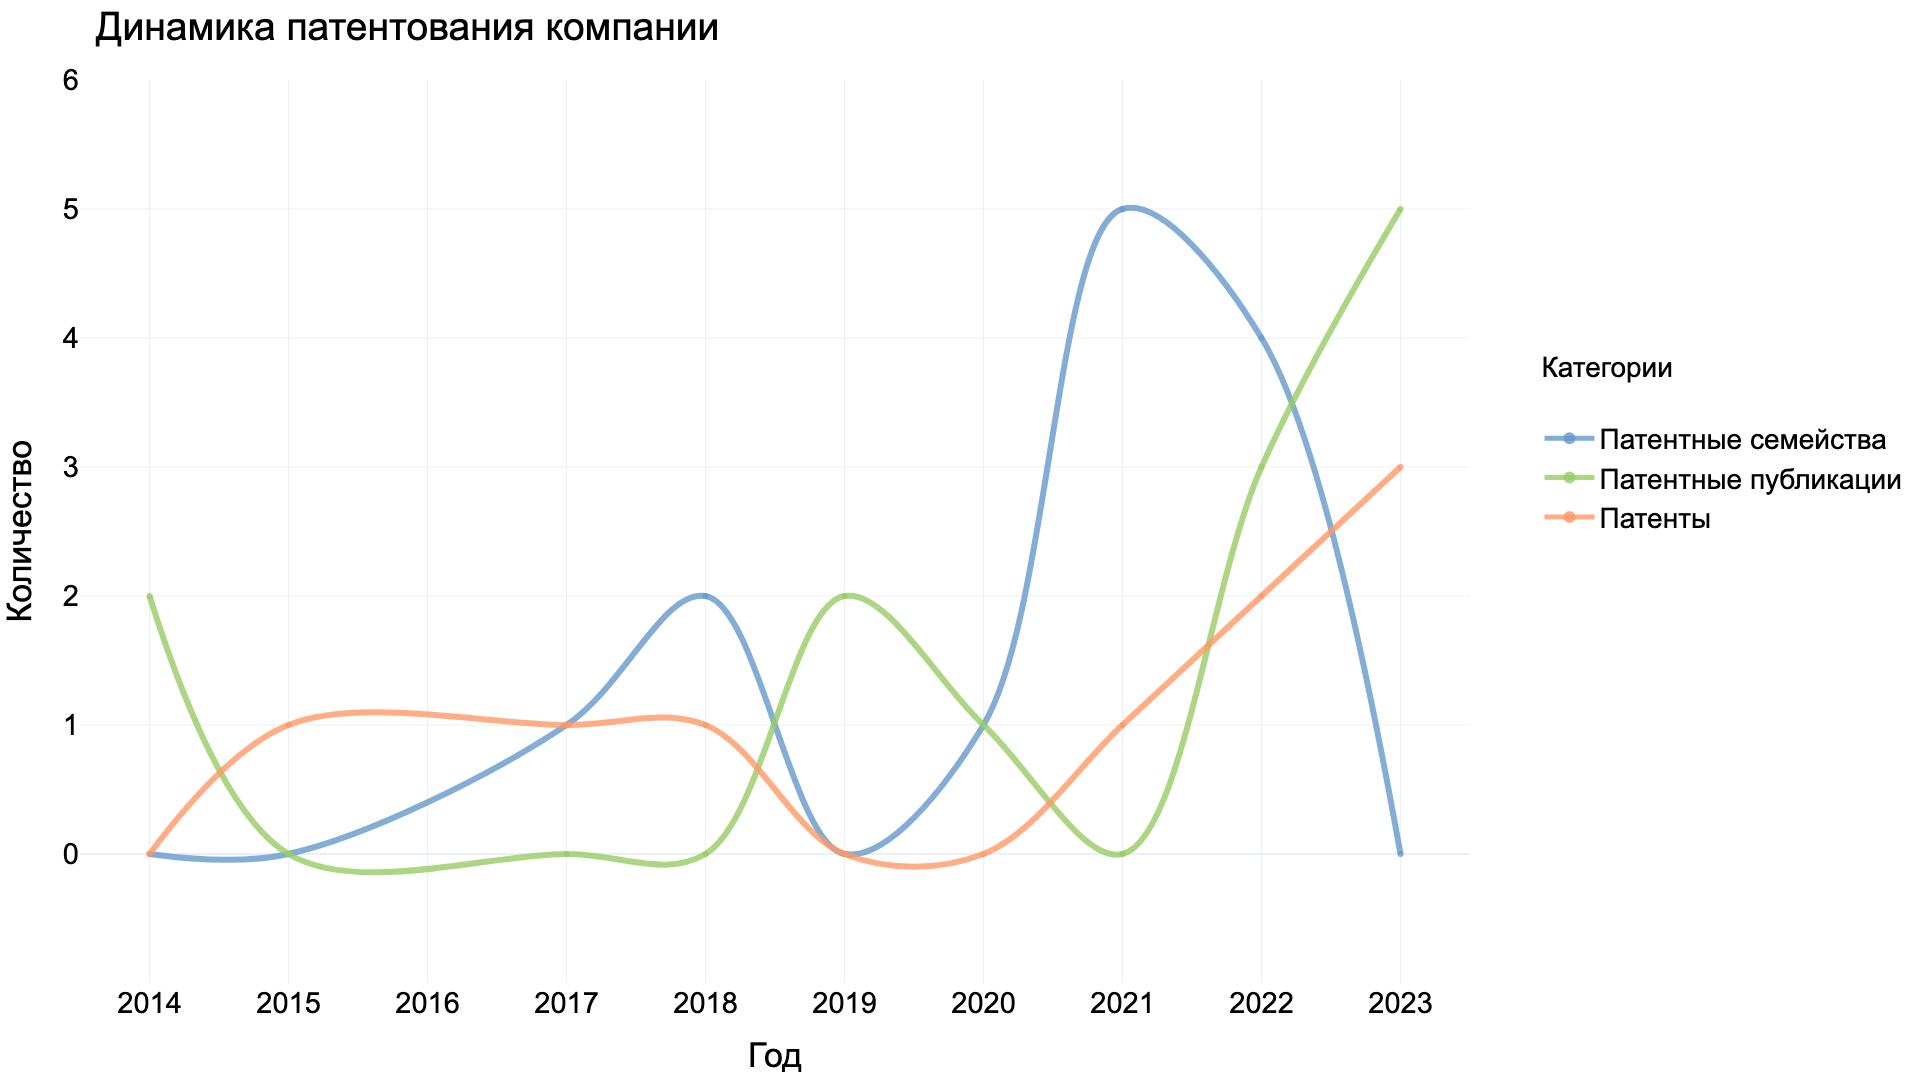 Динамика патентования компании
6
5
4
3
2
1
0
Количество
2014 2015 2016 2017 2018 2019 2020 2021 2022 2023
Год
Категории
Патентные семейства
Патентные публикации
Патенты